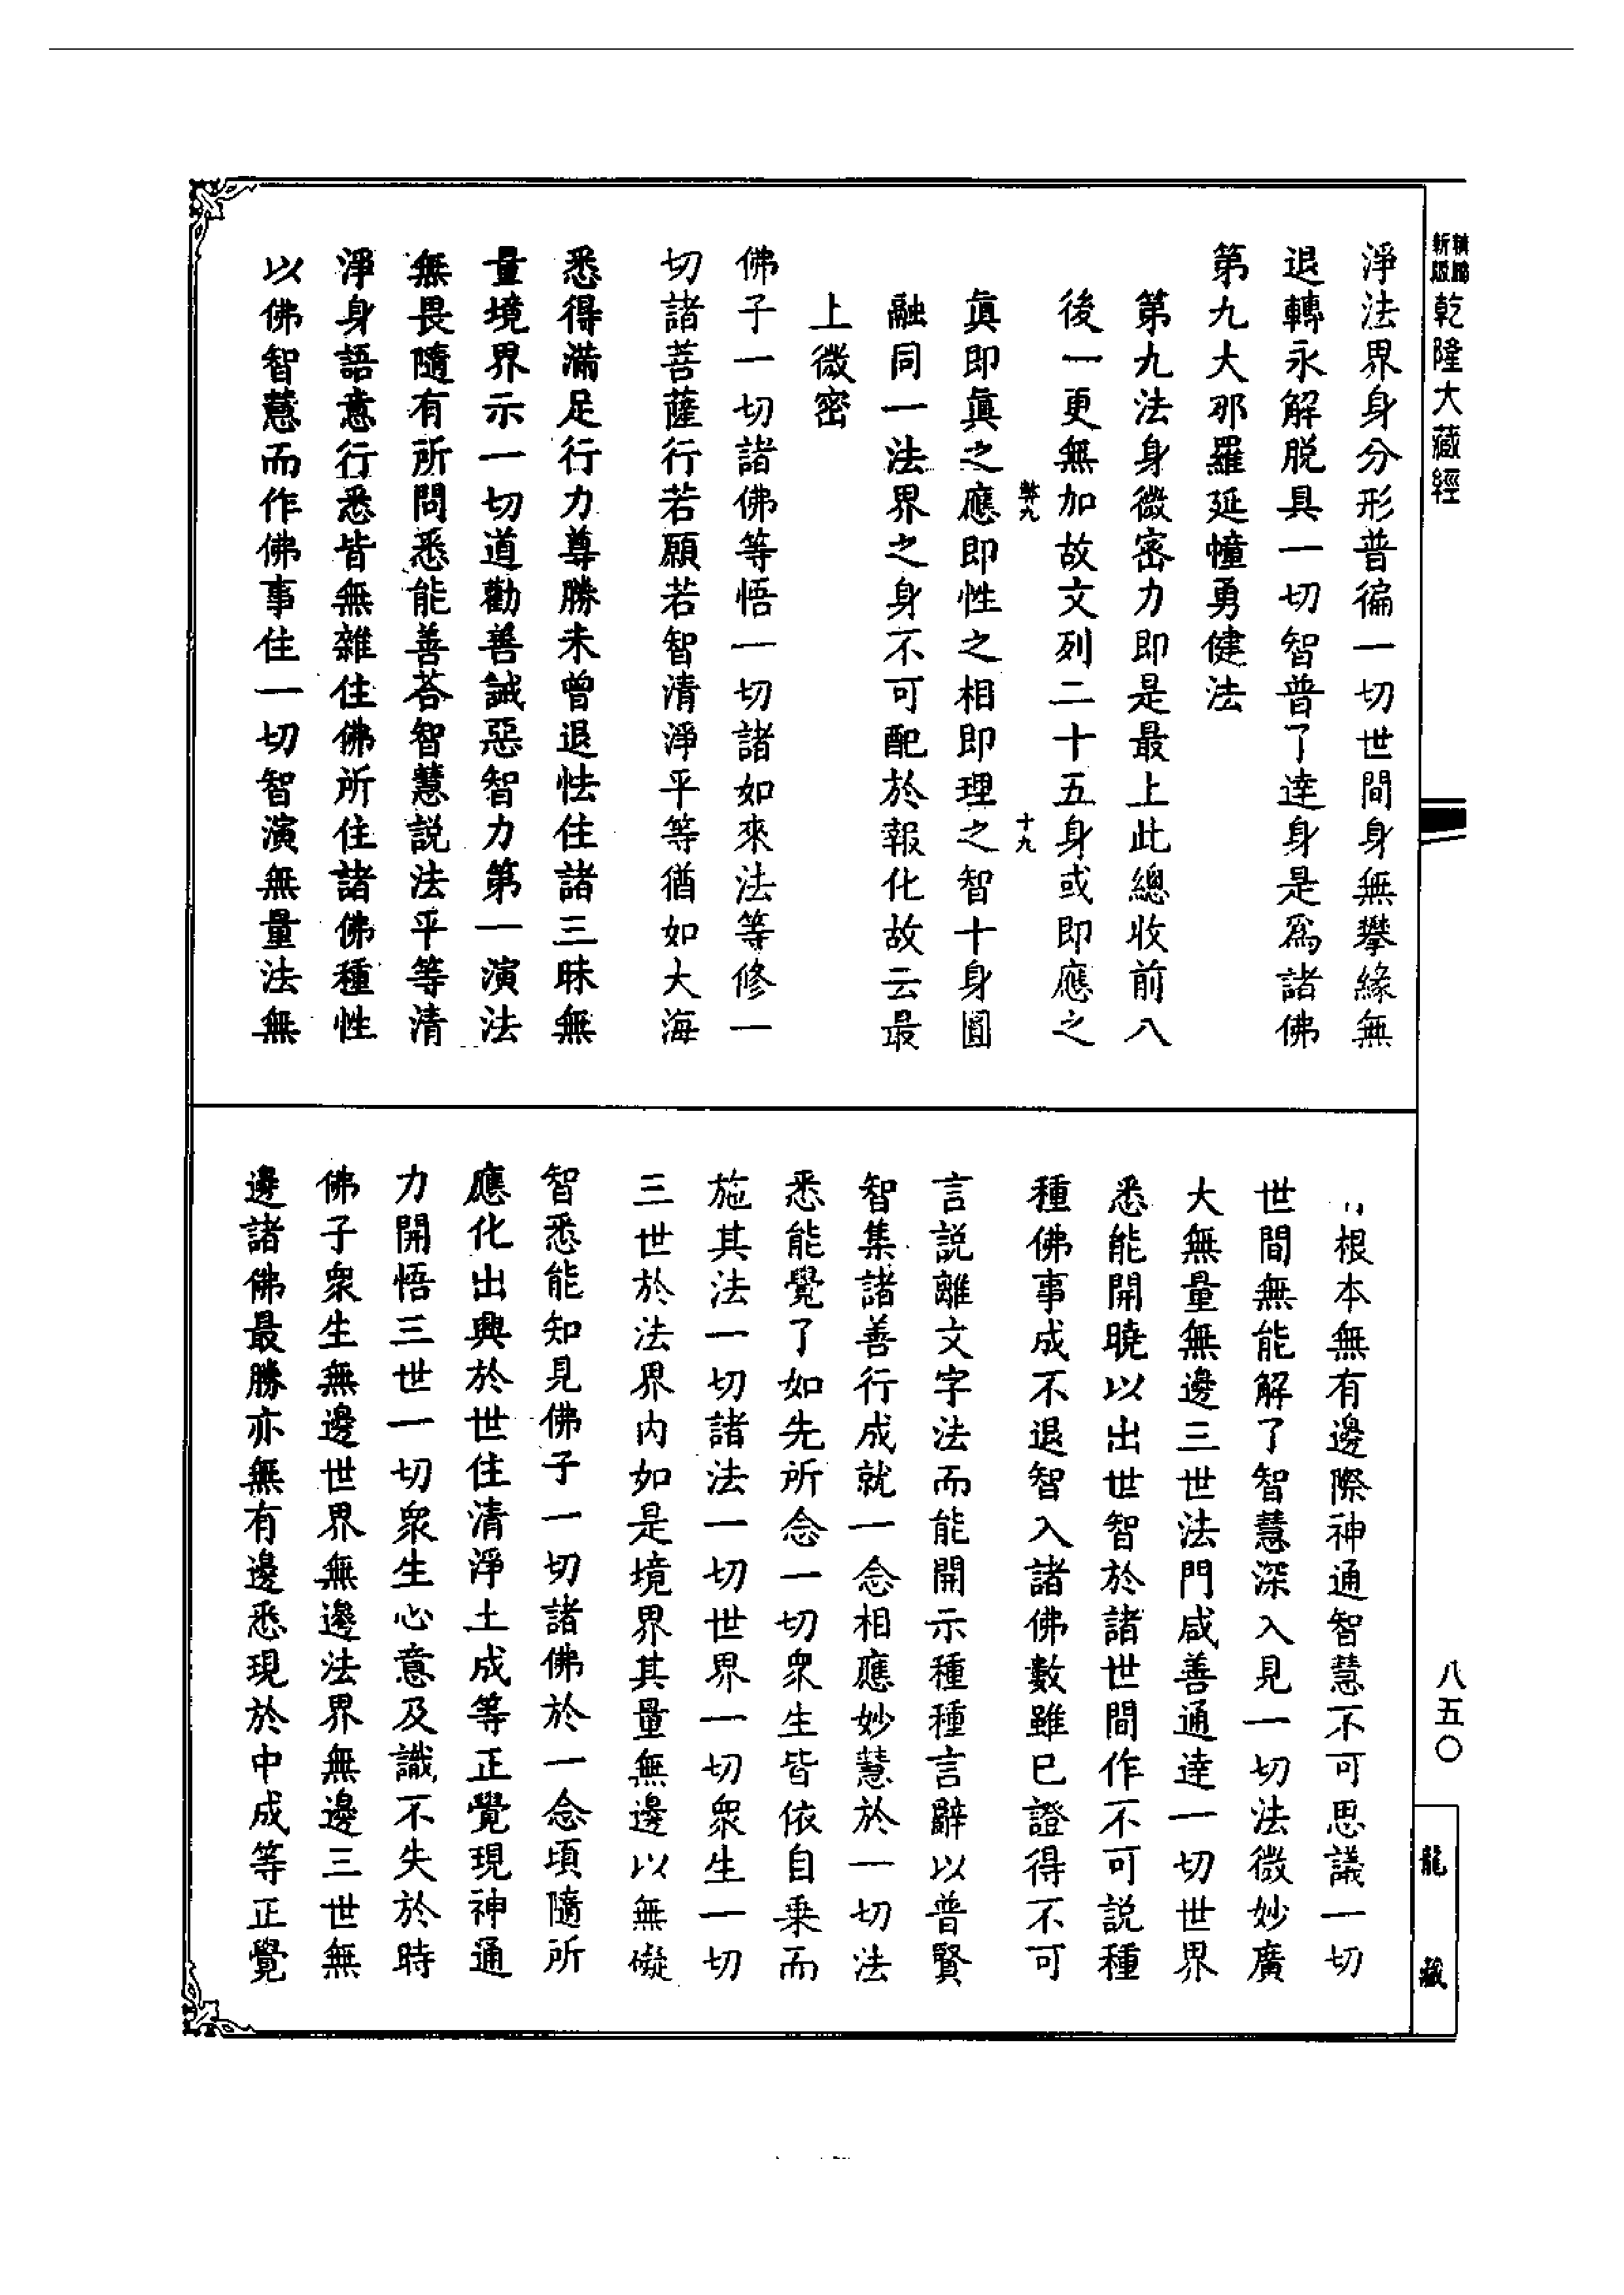 乾隆大藏經
淨法界身分形普徧一切世間身無攀緣無
退轉永解脫具一切智普了達身是爲諸佛
第九大那羅延幢勇健法
第九法身微密力即是最上此總收前八
後一更無加故文列二十五身或即應之
十九
眞即眞之應即性之相即理之智十身圓
融同一法界之身不可配於報化故云最
上微密
佛子一切諸佛等悟一切諸如來法等修一
切諸菩薩行若願若智清淨平等猶如大海
悉得滿足行力尊勝未曾退怯住諸三昧無
量境界示一切道勸善誡惡智力第一演法
無畏隨有所問悉能善荅智慧說法平等清
淨身語意行悉皆無雜住佛所住諸佛種性
以佛智慧而作佛事住一切智演無量法無
根本無有邊際神通智慧不可思議一切
世間無能解了智慧深入見一切法微妙廣
大無量無邊三世法門咸善通達一切世界
悉能開曉以出世智於諸世間作不可說種
種佛事成不退智入諸佛數雖已證得不可
言說離文字法而能開示種種言辭以普賢
智集諸善行成就一念相應妙慧於一切法
悉能覺了如先所念一切衆生皆依自乗而
施其法一切諸法一切世界一切衆生一切
三世於法界內如是境界其量無邊以無礙
智悉能知見佛子一切諸佛於一念頃隨所
應化出興於世住清淨土成等正覺現神通
力開悟三世一切衆生心意及識不失於時
佛子衆生無邊世界無邊法界無邊三世無
邊諸佛最勝亦無有邊悉現於中成等正覺
八五〇
龍藏